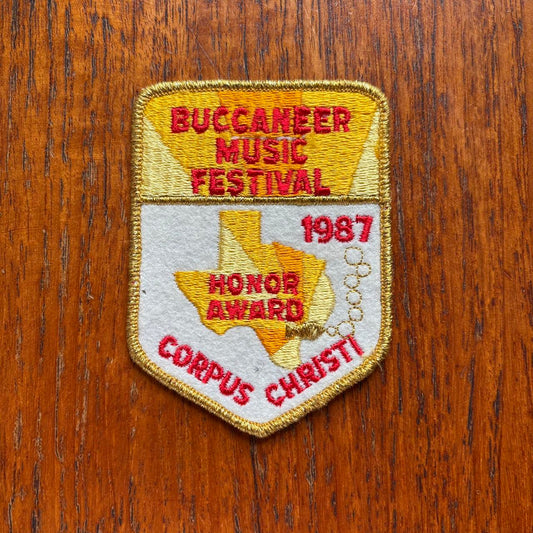 BUCCANEER
MUSIC
FESTIVAL
1987
HONOR
AWARD
CORPUS CHRISTI